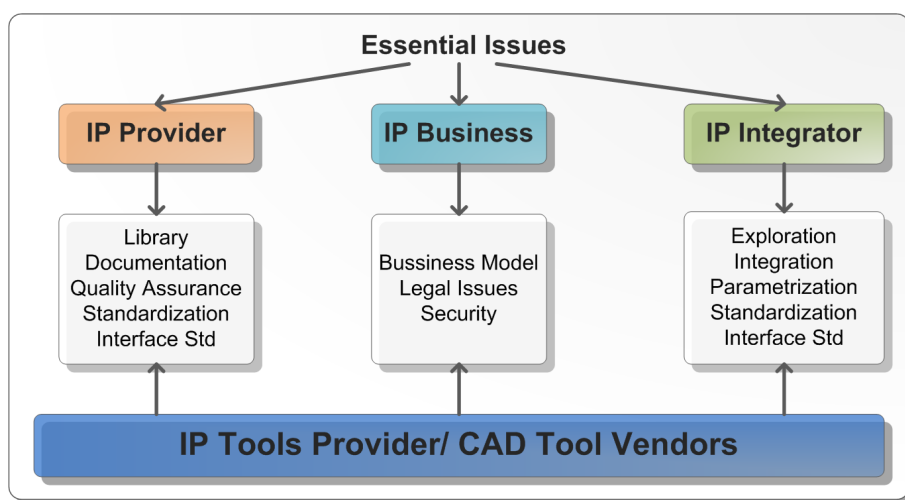 Essential Issues
IP Provider
IP Business
IP Integrator
Library
Documentation
Quality Assurance
Standardization
Interface Std
Bussiness Model
Legal Issues
Security
Exploration
Integration
Parametrization
Standardization
Interface Std
IP Tools Provider/ CAD Tool Vendors